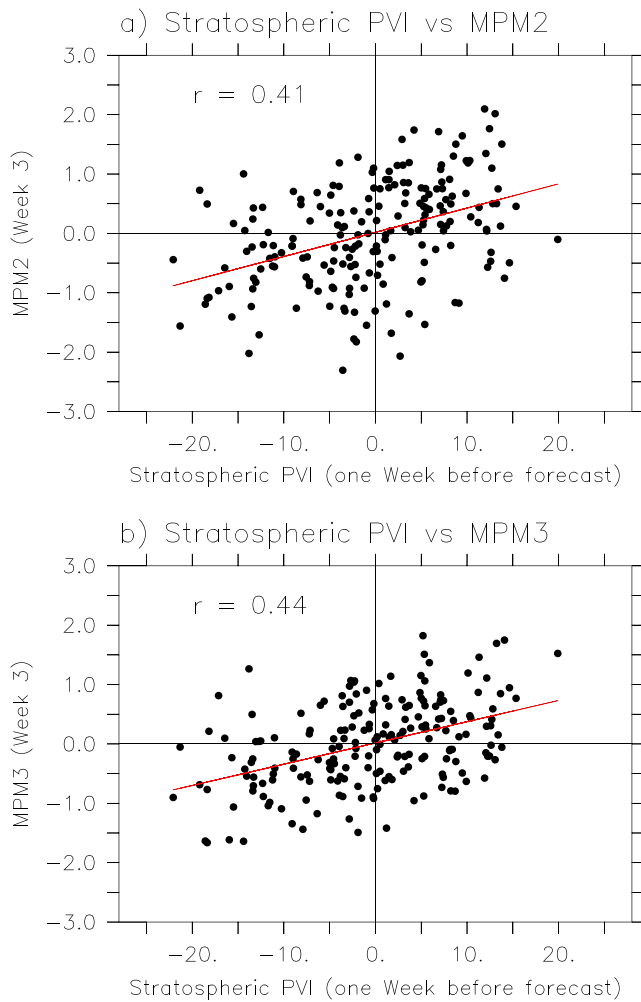 a) Stratospheric PVI vs MPM2
r = 0.41
3.0
2.0
1.0
0.0
−1.0
−2.0
−3.0
MPM2 (Week 3)
−20. −10. 0. 10. 20.
Stratospheric PVI (one Week before forecast)
b) Stratospheric PVI vs MPM3
r = 0.44
3.0
2.0
1.0
0.0
−1.0
−2.0
−3.0
MPM3 (Week 3)
−20. −10. 0. 10. 20.
Stratospheric PVI (one Week before forecast)